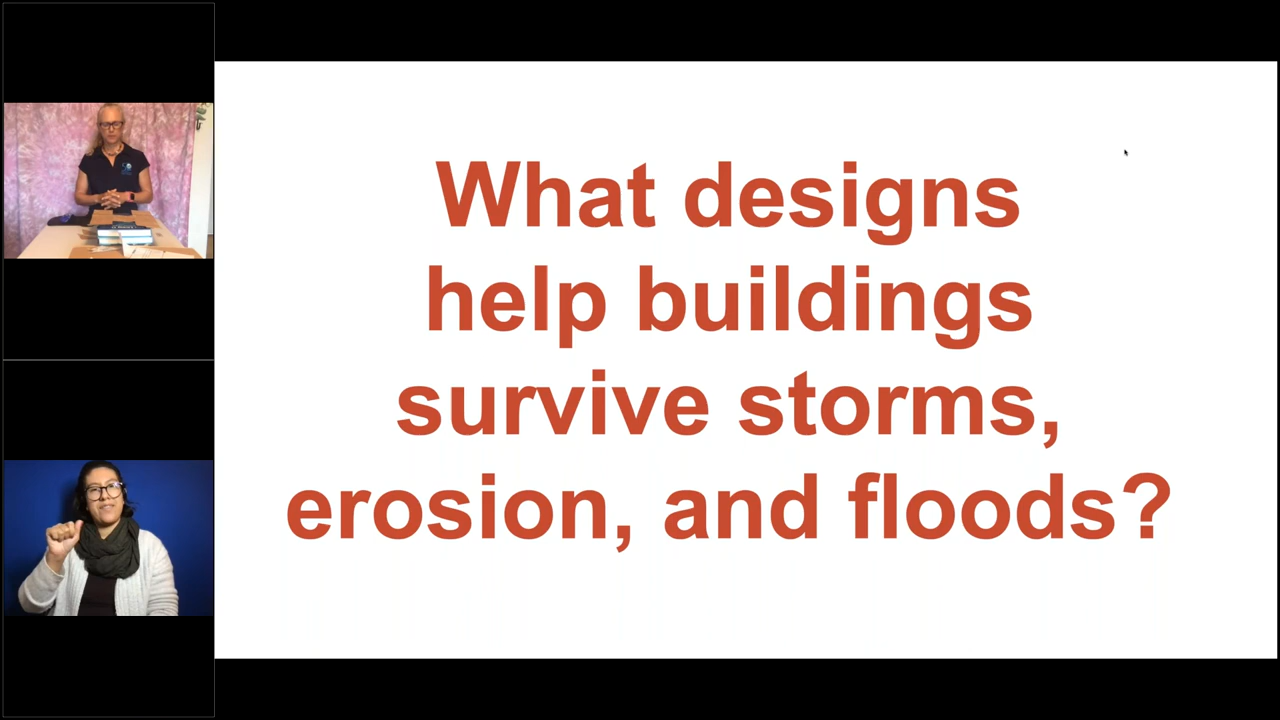 What designs
help buildings
survive storms,
erosion, and floods?